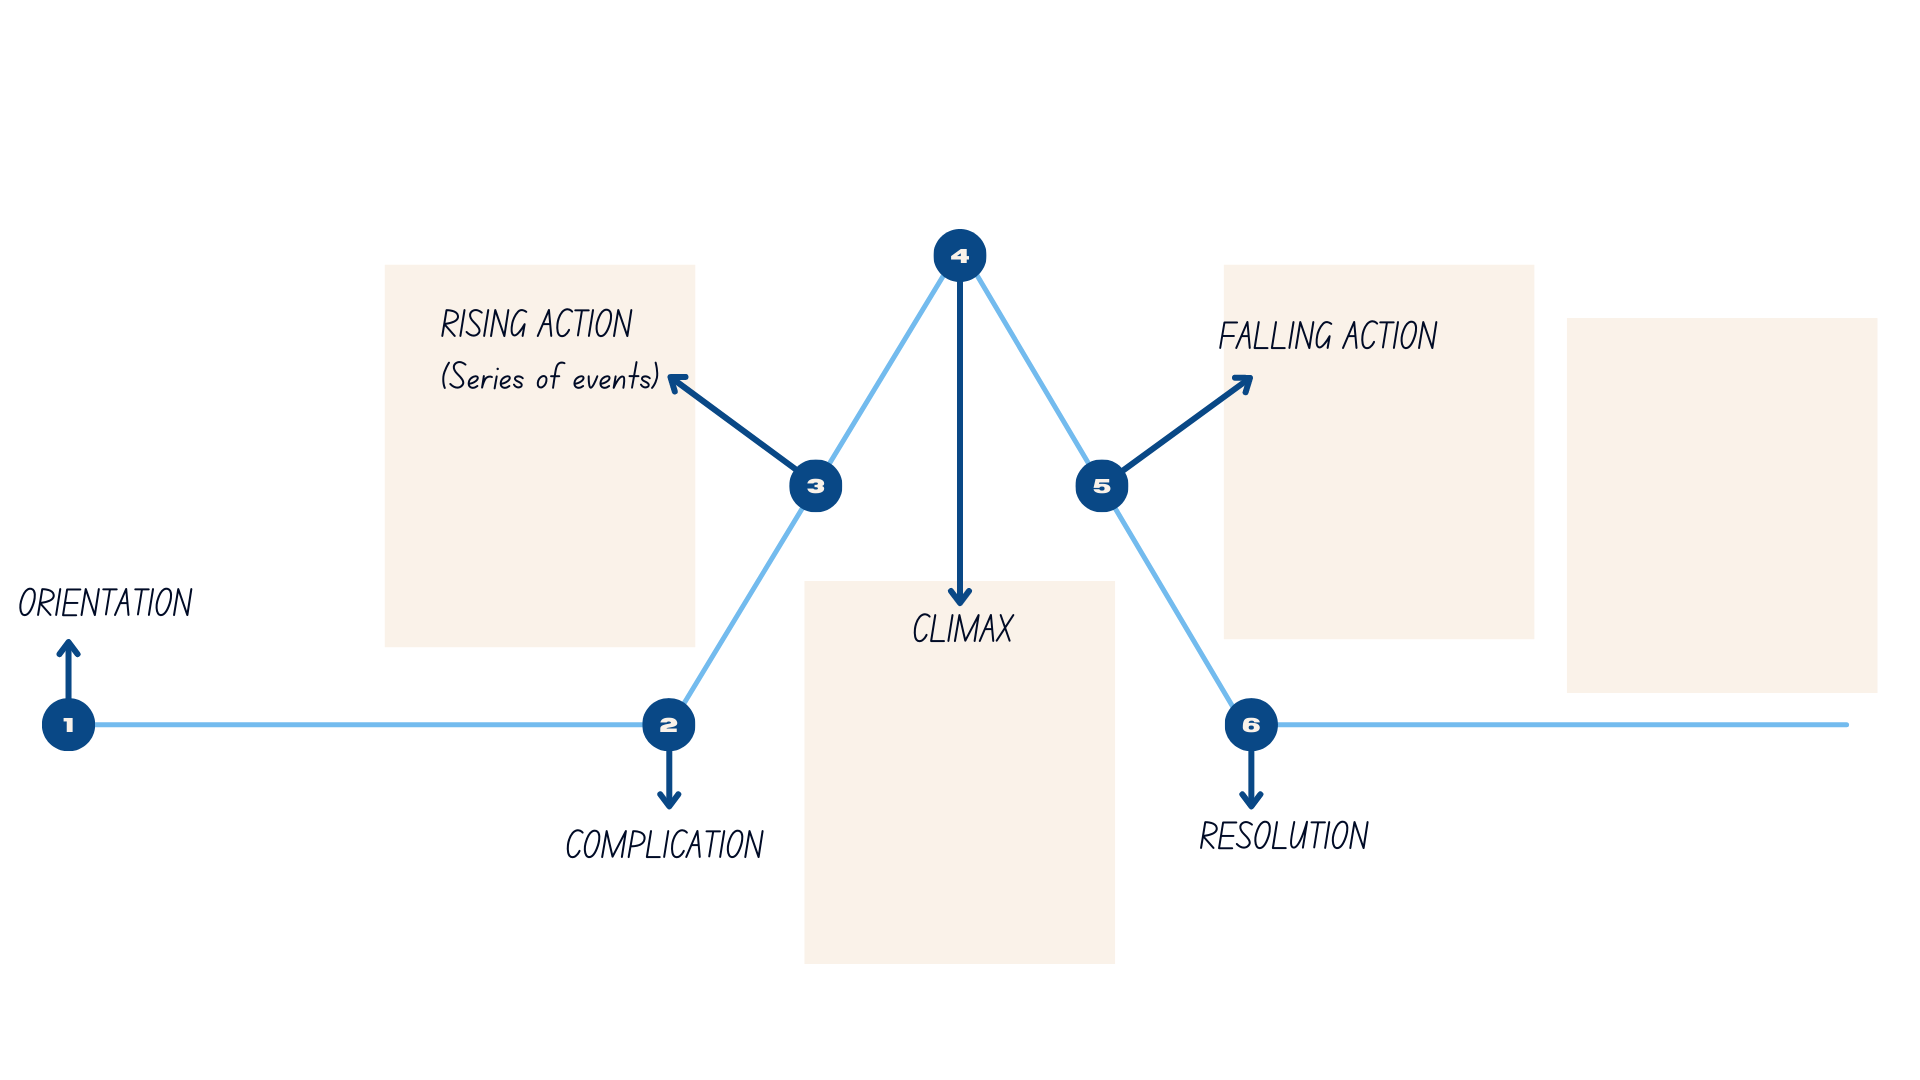 ORIENTATION
1
2
COMPLICATION
RISING ACTION
(Series of events)
3
4
CLIMAX
FALLING ACTION
5
6
RESOLUTION